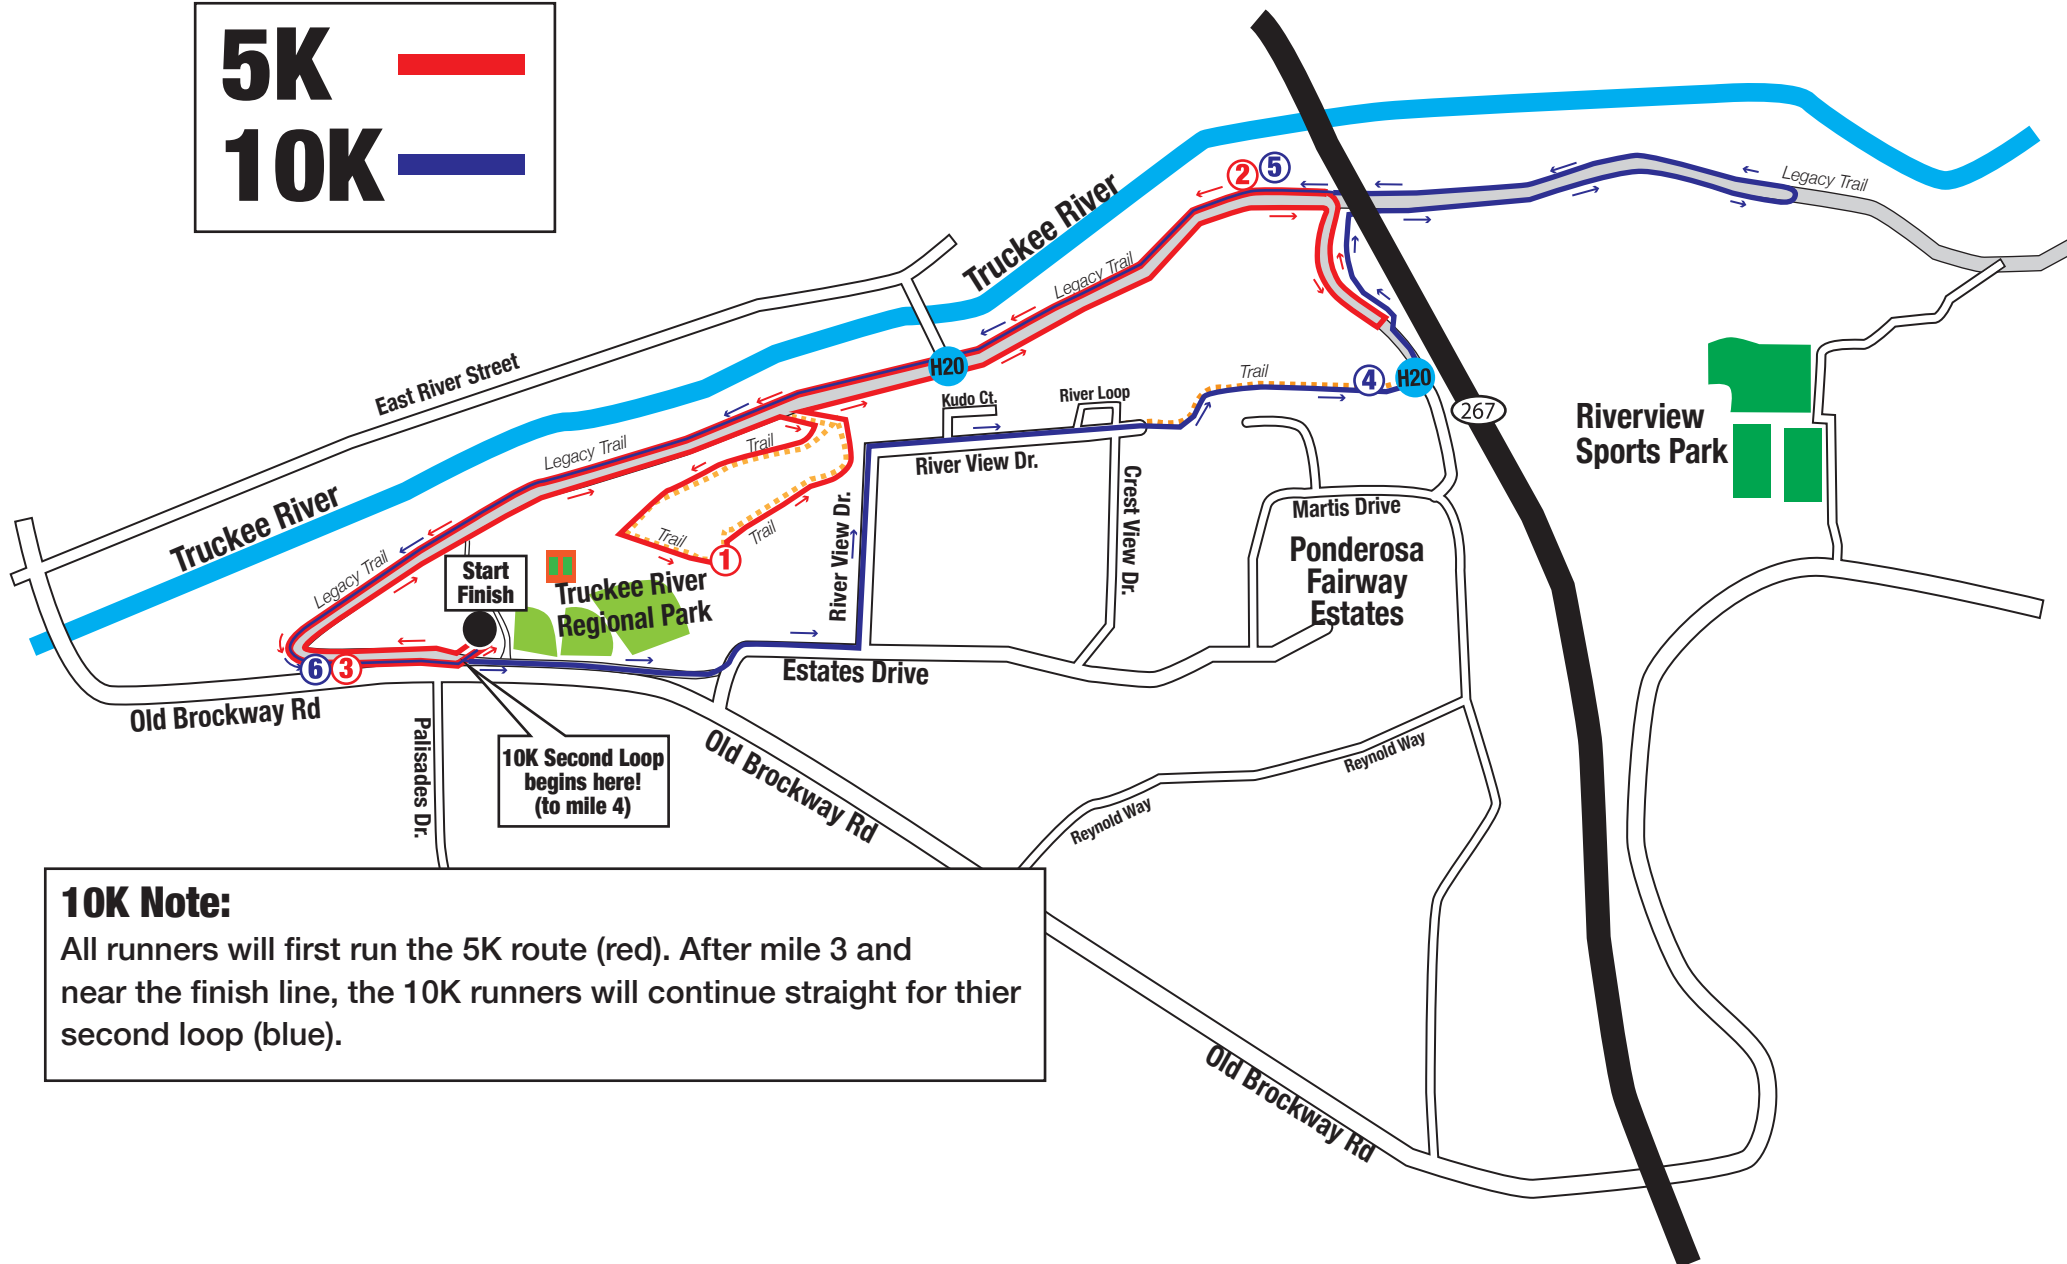 5K
10K
Truckee River
Legacy Trail
2
5
Legacy Trail
East River Street
H20
Kudo Ct.
River Loop
Trail
4
H20
267
Riverview
Sports Park
Legacy Trail
Trail
River View Dr.
Crest View Dr.
Martis Drive
Ponderosa
Fairway
Estates
Truckee River
Trail
Trail
1
River View Dr.
Legacy Trail
Start
Finish
Truckee River
Regional Park
6
3
Estates Drive
Old Brockway Rd
Palisades Dr.
10K Second Loop
begins here!
(to mile 4)
Old Brockway Rd
Reynold Way
Reynold Way
10K Note:
All runners will first run the 5K route (red). After mile 3 and
near the finish line, the 10K runners will continue straight for thier
second loop (blue).
Old Brockway Rd